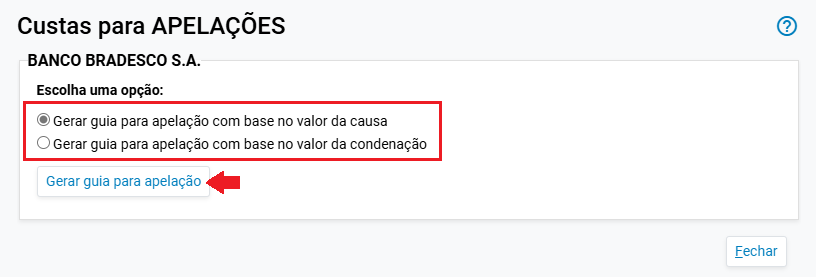 Custas para APELAÇÕES
BANCO BRADESCO S.A.
Escolha uma opção:
Gerar guia para apelação com base no valor da causa
Gerar guia para apelação com base no valor da condenação
Gerar guia para apelação
Fechar